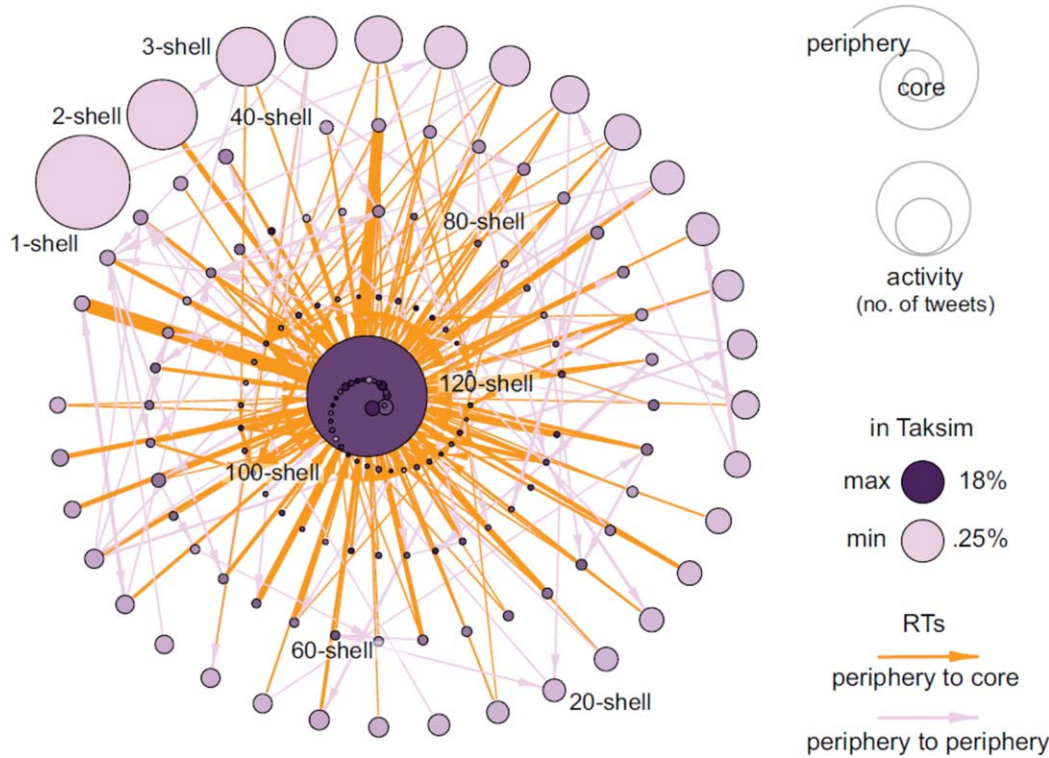 3-shell
2-shell
40-shell
1-shell
80-shell
120-shell
100-shell
60-shell
20-shell
periphery
core
activity
(no. of tweets)
in Taksim
max 18%
min .25%
RTs
periphery to core
periphery to periphery